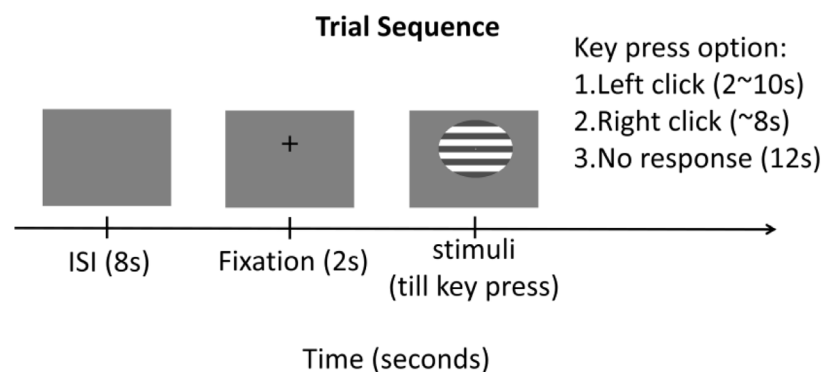 Trial Sequence
Key press option:
1.Left click (2~10s)
2.Right click (~8s)
3.No response (12s)
ISI (8s)
Fixation (2s)
stimuli
(till key press)
Time (seconds)